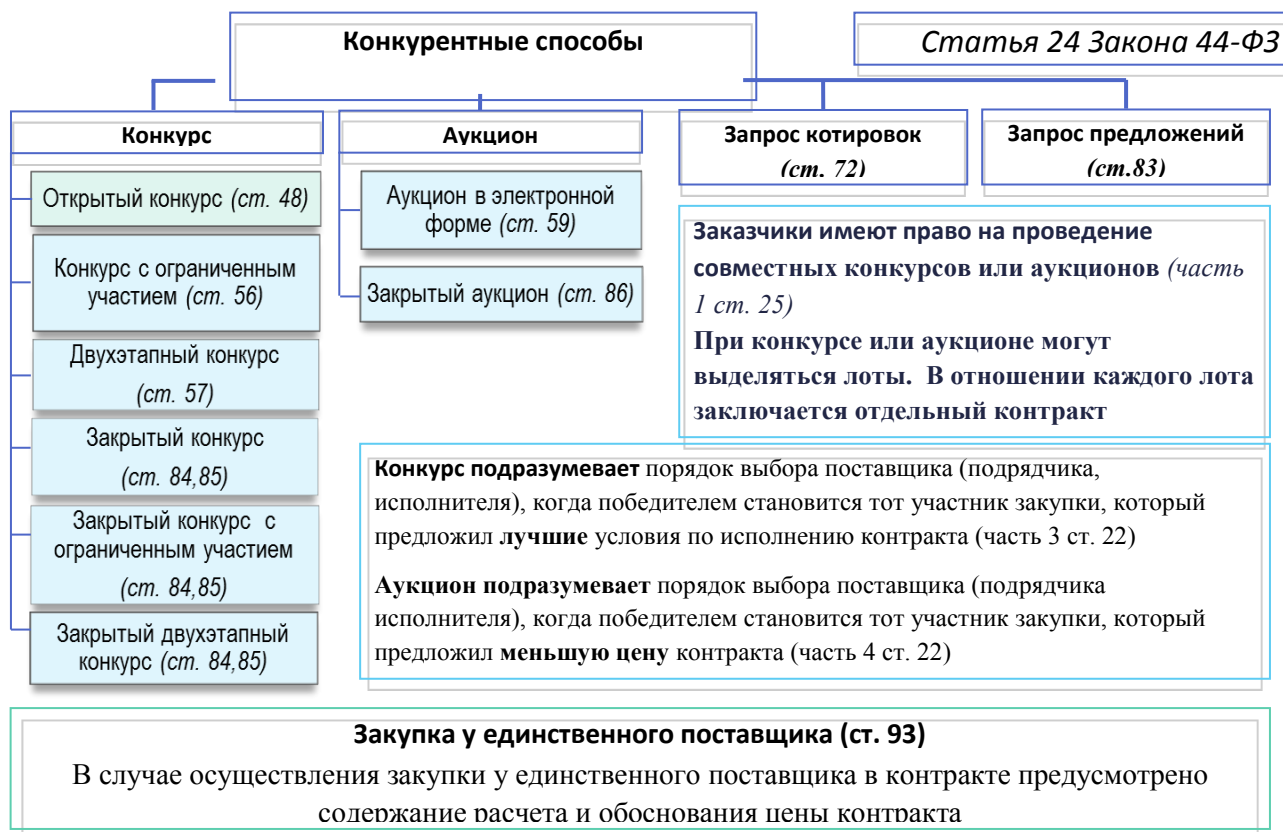 Конкурентные способы
Статья 24 Закона 44-ФЗ
Конкурс
Открытый конкурс (ст. 48)
Конкурс с ограниченным
участием (ст. 56)
Двухэтапный конкурс
(ст. 57)
Закрытый конкурс
(ст. 84,85)
Закрытый конкурс с
ограниченным участием
(ст. 84,85)
Закрытый двухэтапный
конкурс (ст. 84,85)
Аукцион
Аукцион в электронной
форме (ст. 59)
Закрытый аукцион (ст. 86)
Запрос котировок
(ст. 72)
Запрос предложений
(ст.83)
Заказчики имеют право на проведение
совместных конкурсов или аукционов (часть
1 ст. 25)
При конкурсе или аукционе могут
выделяться лоты. В отношении каждого лота
заключается отдельный контракт
Конкурс подразумевает порядок выбора поставщика (подрядчика,
исполнителя), когда победителем становится тот участник закупки, который
предложил лучшие условия по исполнению контракта (часть 3 ст. 22)
Аукцион подразумевает порядок выбора поставщика (подрядчика
исполнителя), когда победителем становится тот участник закупки, который
предложил меньшую цену контракта (часть 4 ст. 22)
Закупка у единственного поставщика (ст. 93)
В случае осуществления закупки у единственного поставщика в контракте предусмотрено
содержание расчета и обоснования цены контракта